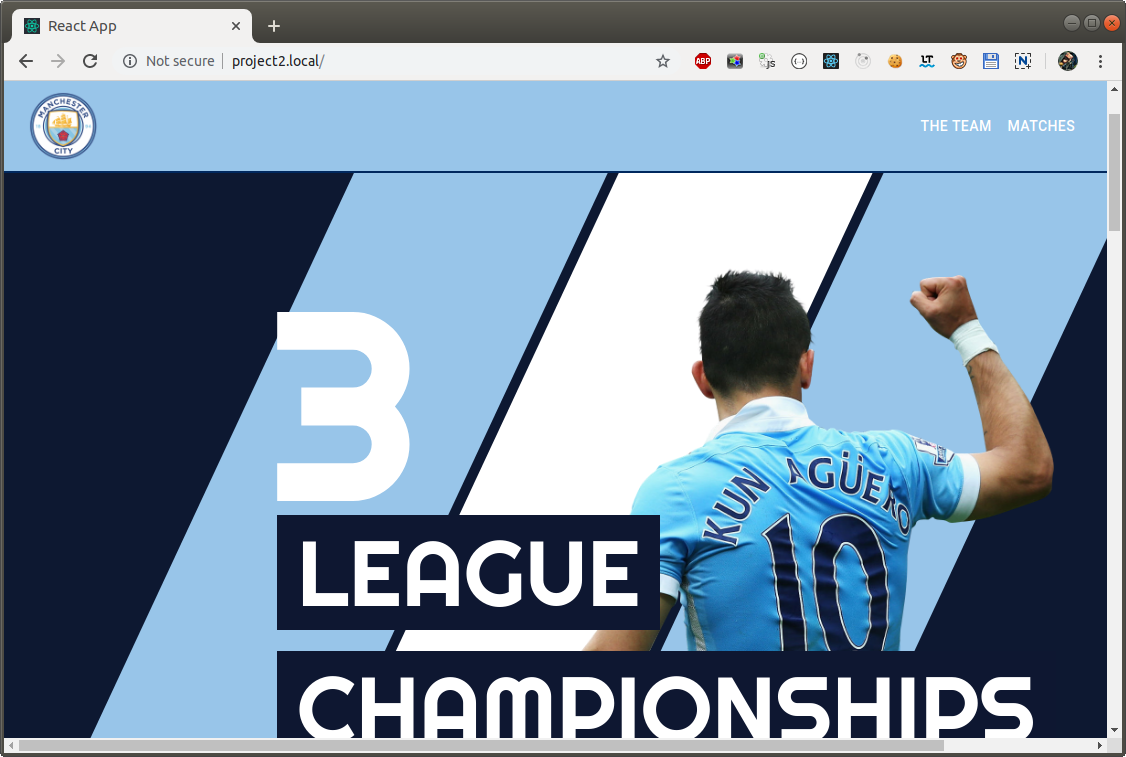 React App
Not secure
project2.local/
ABP
JS
LT
N
MANCHESTER
CITY
THE TEAM MATCHES
3
KUN AGÜERO
10
LEAGUE
CHAMPIONSHIPS